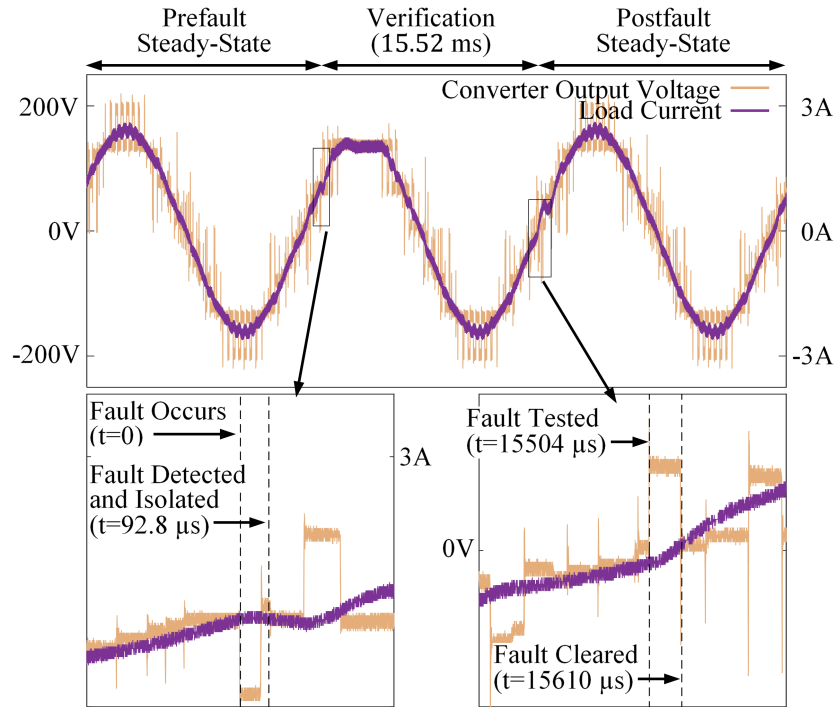 Prefault
Steady-State
Verification
(15.52 ms)
Postfault
Steady-State
200V
0V
-200V
Converter Output Voltage
Load Current
3A
0A
-3A
Fault Occurs
(t=0)
Fault Detected
and Isolated
(t=92.8 µs)
3A
0V
Fault Tested
(t=15504 µs)
Fault Cleared
(t=15610 µs)